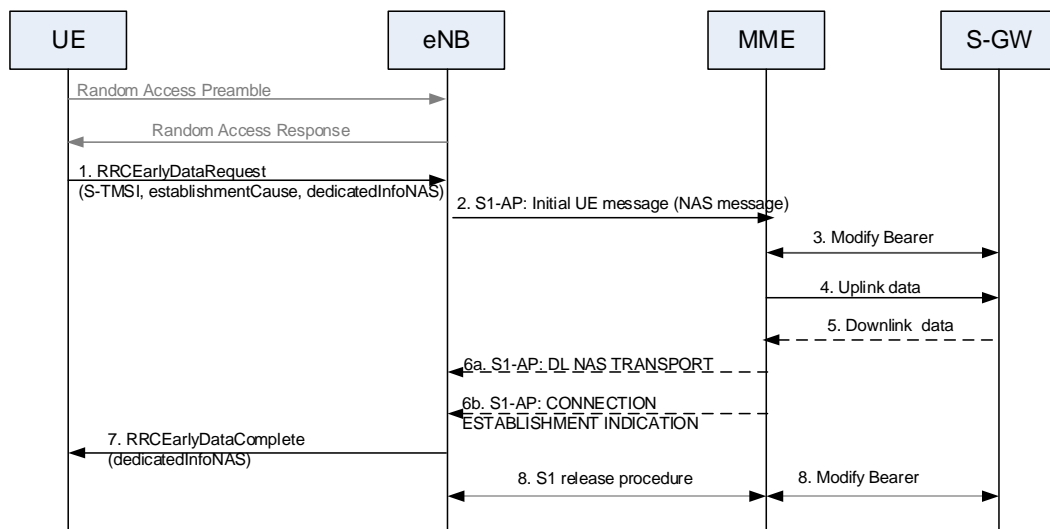 UE
eNB
MME
S-GW
Random Access Preamble
Random Access Response
1. RRCEarlyDataRequest
(S-TMSI, establishmentCause, dedicatedInfoNAS)
2. S1-AP: Initial UE message (NAS message)
3. Modify Bearer
4. Uplink data
5. Downlink data
6a. S1-AP: DL NAS TRANSPORT
6b. S1-AP: CONNECTION
ESTABLISHMENT INDICATION
7. RRCEarlyDataComplete
(dedicatedInfoNAS)
8. S1 release procedure
8. Modify Bearer